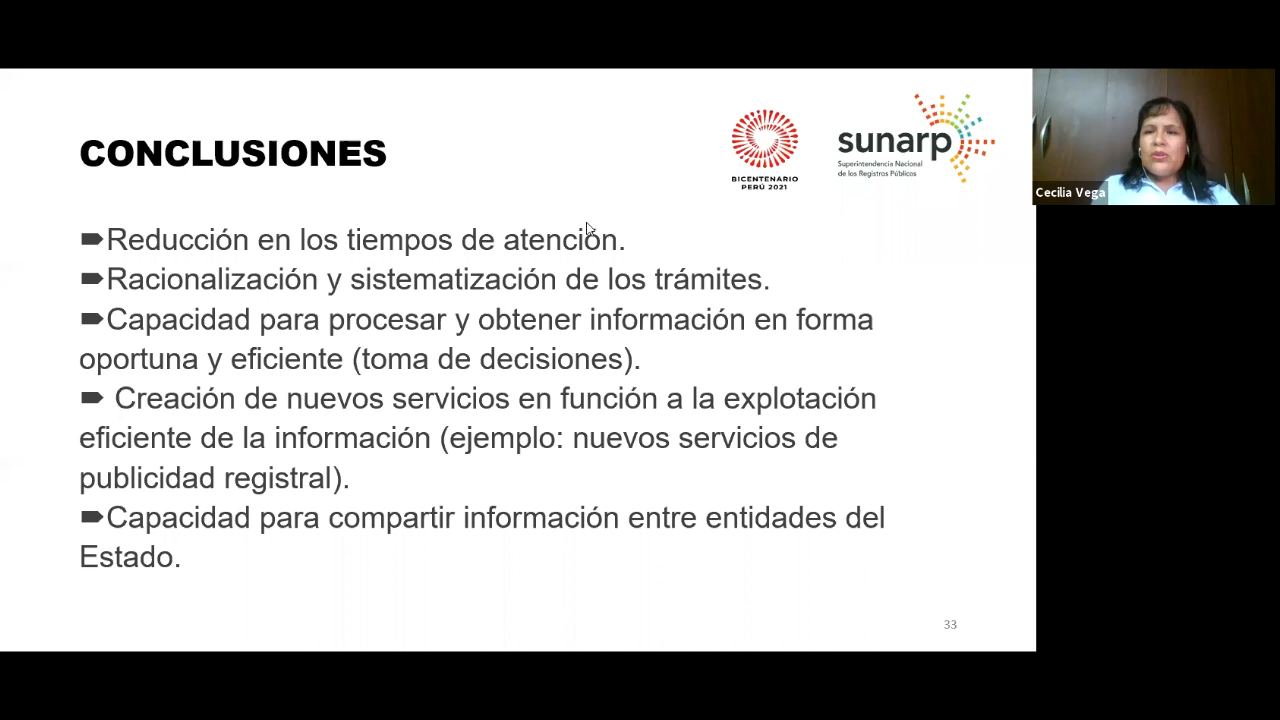 CONCLUSIONES
BICENTENARIO
PERÚ 2021
sunarp
Superintendencia Nacional
de los Registros Públicos
Cecilia Vega
Reducción en los tiempos de atención.
Racionalización y sistematización de los trámites.
Capacidad para procesar y obtener información en forma
oportuna y eficiente (toma de decisiones).
Creación de nuevos servicios en función a la explotación
eficiente de la información (ejemplo: nuevos servicios de
publicidad registral).
Capacidad para compartir información entre entidades del
Estado.
33